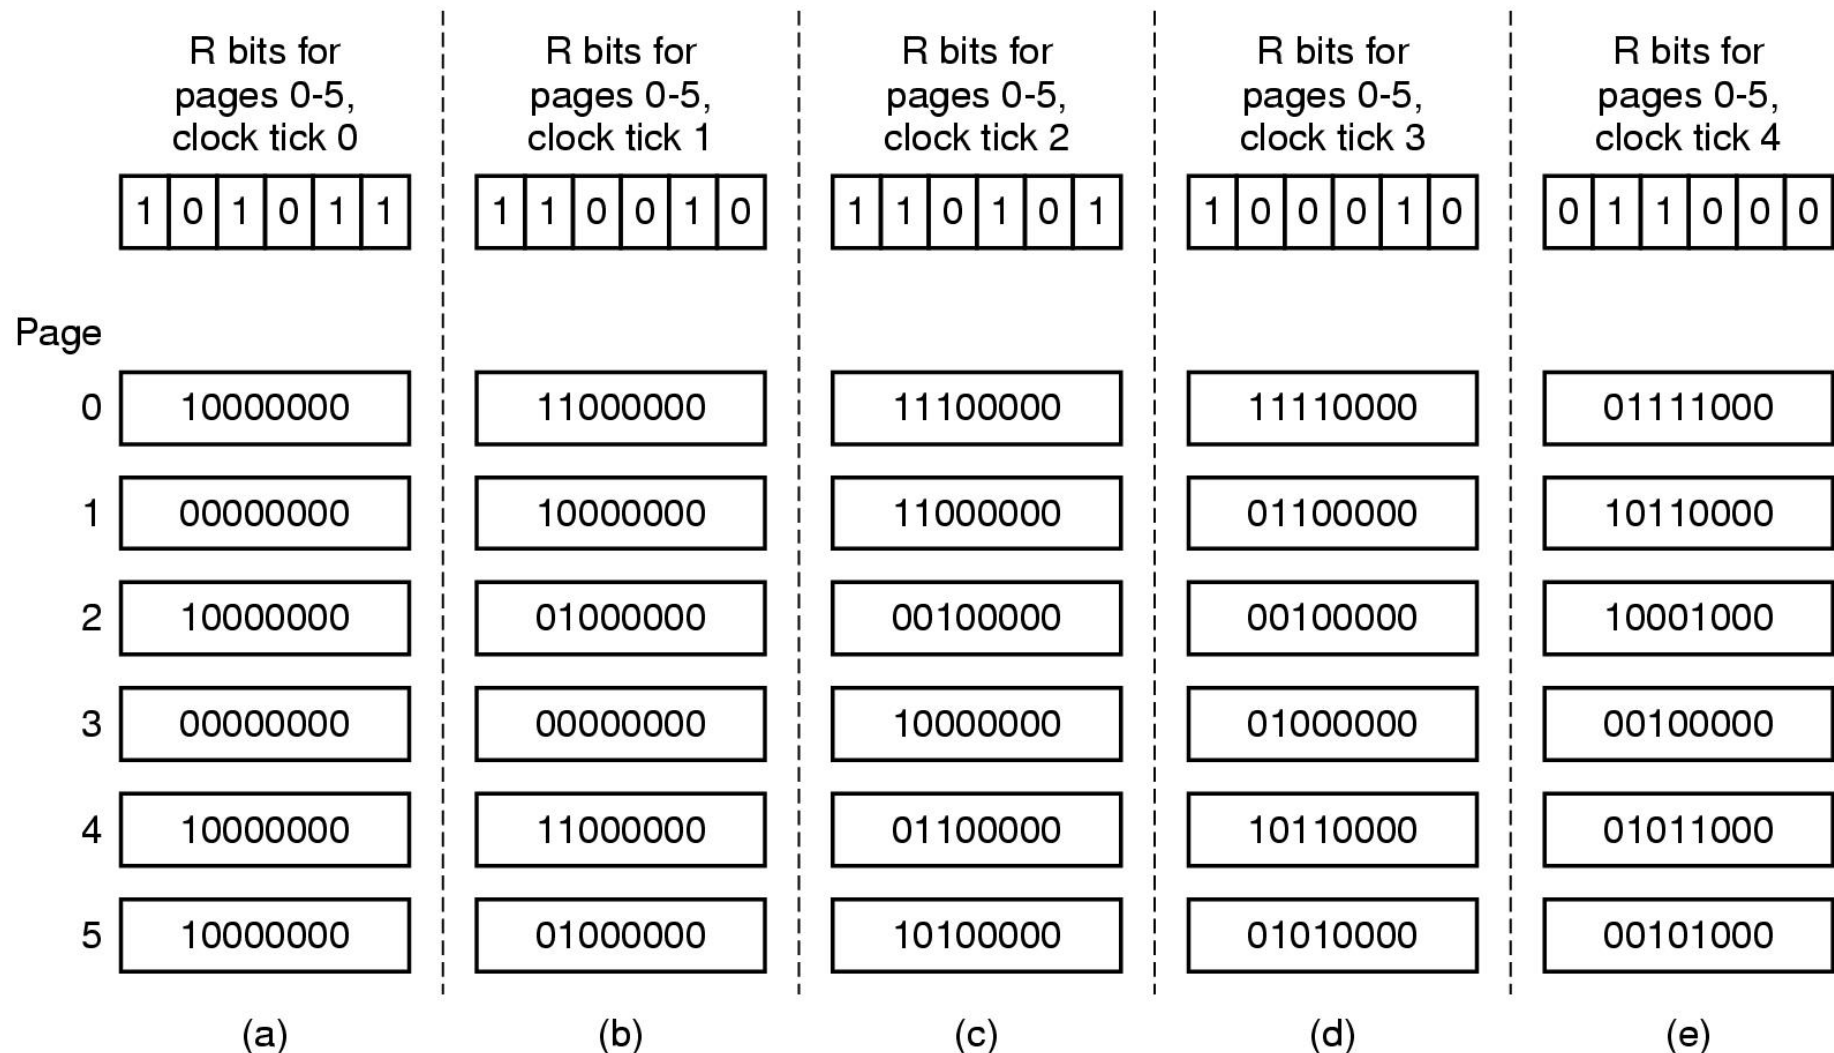 R bits for pages 0-5, clock tick 0
R bits for pages 0-5, clock tick 1
R bits for pages 0-5, clock tick 2
R bits for pages 0-5, clock tick 3
R bits for pages 0-5, clock tick 4
1 0 1 0 1 1
1 1 0 0 1 0
1 1 0 1 0 1
1 0 0 0 1 0
0 1 1 0 0 0
Page
0 10000000 11000000 11100000 11110000 01111000
1 00000000 10000000 11000000 01100000 10110000
2 10000000 01000000 00100000 00100000 10001000
3 00000000 00000000 10000000 01000000 00100000
4 10000000 11000000 01100000 10110000 01011000
5 10000000 01000000 10100000 01010000 00101000
(a) (b) (c) (d) (e)